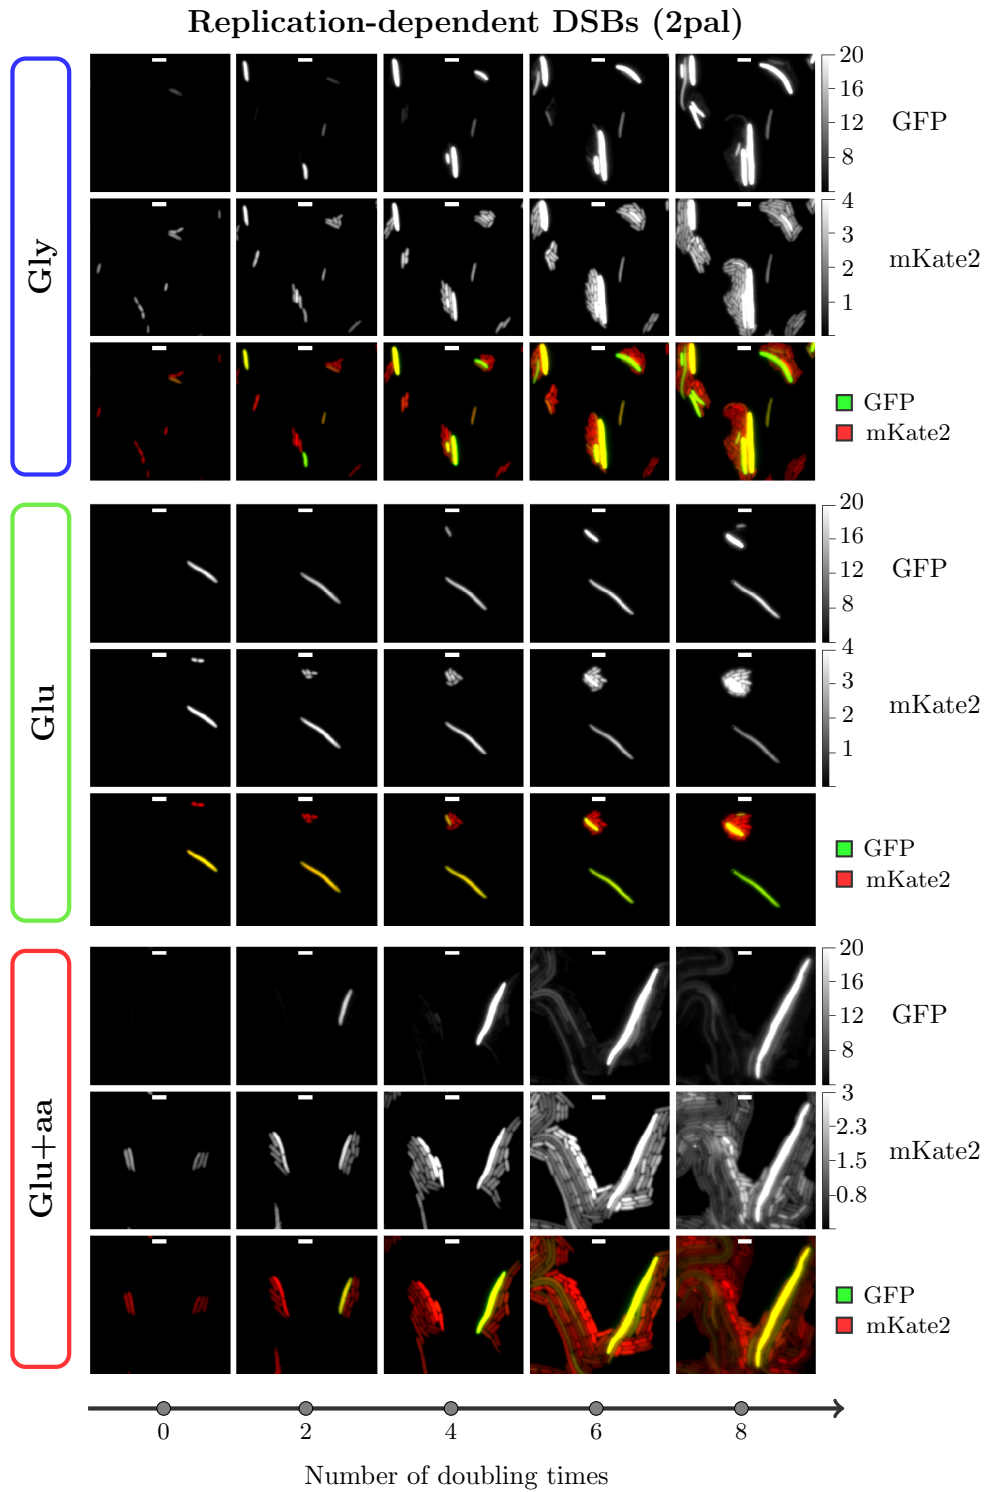 Replication-dependent DSBs (2pal)
Gly
20
16
12
8
GFP
4
3
2
1
mKate2
GFP
mKate2
Glu
20
16
12
8
GFP
4
3
2
1
mKate2
GFP
mKate2
Glu+aa
20
16
12
8
GFP
3
2.3
1.5
0.8
mKate2
GFP
mKate2
0 2 4 6 8
Number of doubling times